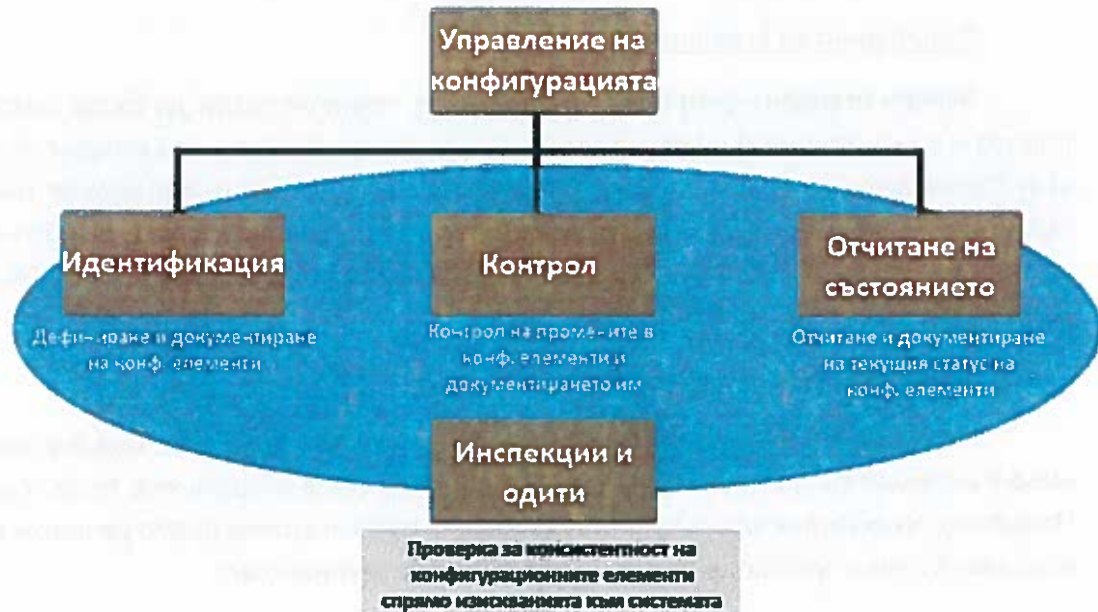 Управление на
конфигурацията
Идентификация
Дефиниране и документиране
на конф. елементи
Контрол
Контрол на промените в
конф. елементи и
документирането им
Отчитане на
състоянието
Отчитане и документиране
на текущия статус на
конф. елементи
Инспекции и
одити
Проверка за консистентност на
конфигурационните елементи
спрямо изискванията към системата